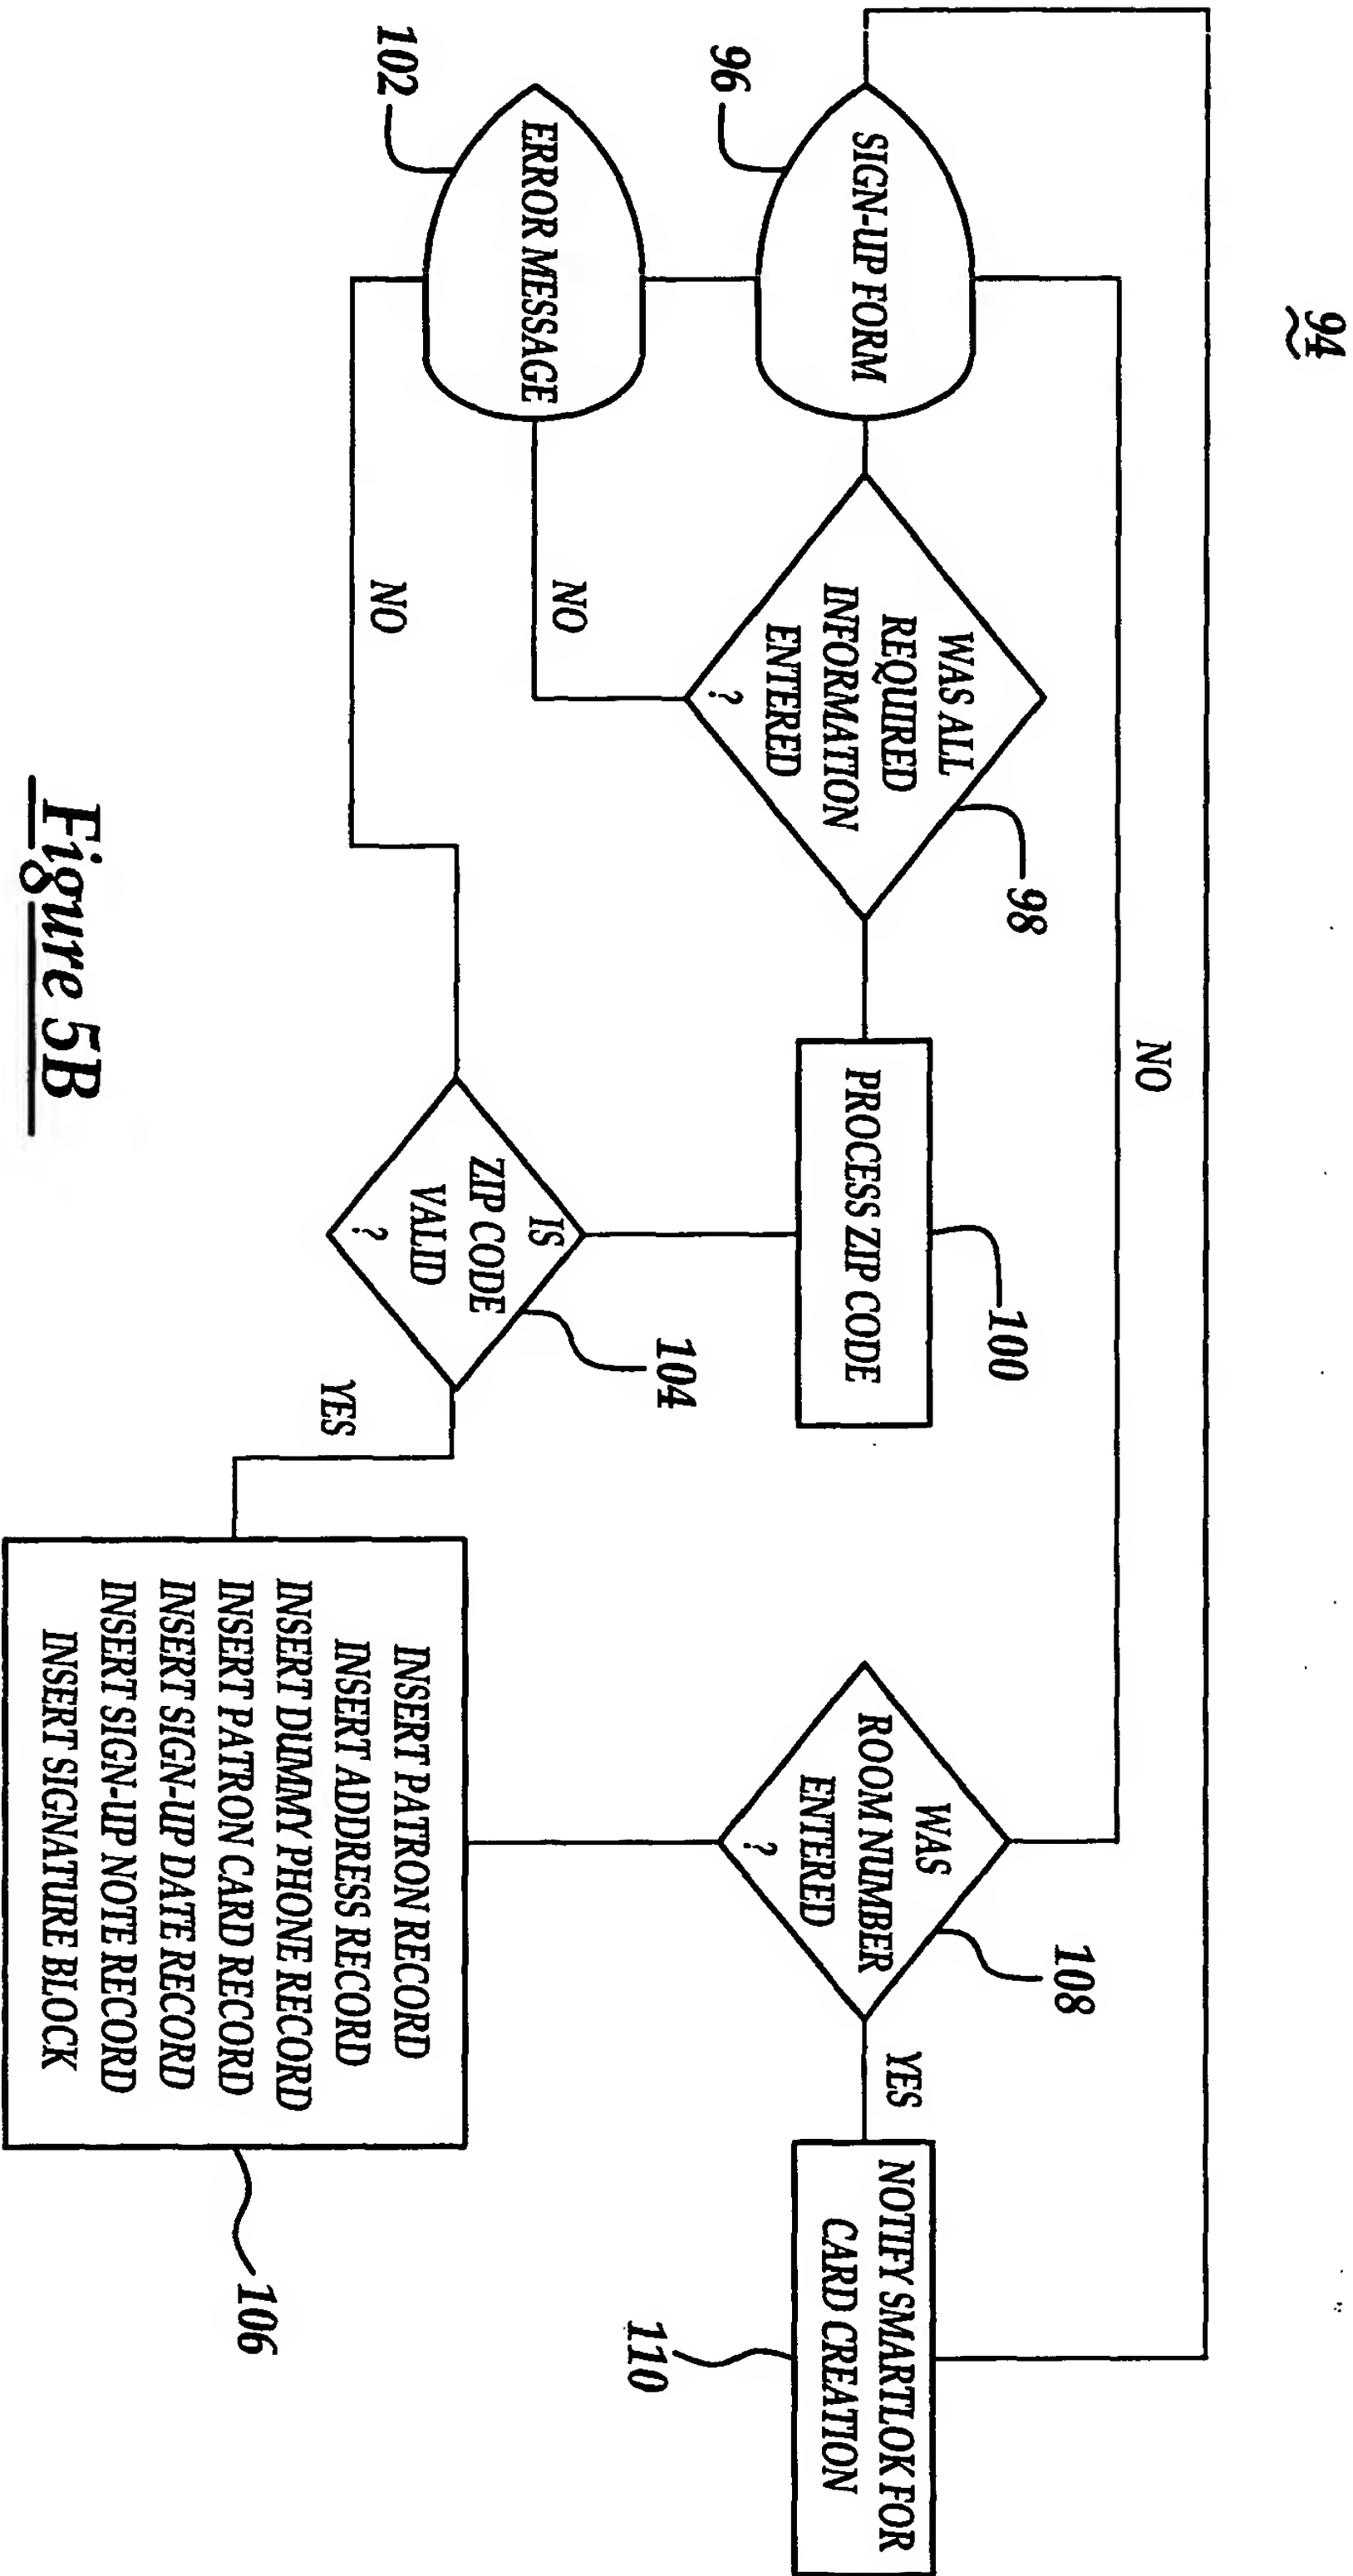 94
SIGN-UP FORM
96
WAS ALL
REQUIRED
INFORMATION
ENTERED
?
98
NO
PROCESS ZIP CODE
100
ERROR MESSAGE
102
NO
NO
IS
ZIP CODE
VALID
?
104
YES
WAS
ROOM NUMBER
ENTERED
?
108
YES
NOTIFY SMARTLOK FOR
CARD CREATION
110
INSERT PATRON RECORD
INSERT ADDRESS RECORD
INSERT DUMMY PHONE RECORD
INSERT PATRON CARD RECORD
INSERT SIGN-UP DATE RECORD
INSERT SIGN-UP NOTE RECORD
INSERT SIGNATURE BLOCK
106
Figure 5B